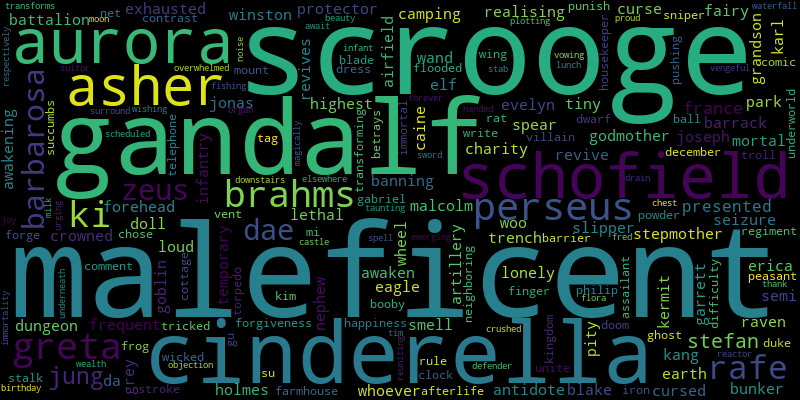 transforms net exhausted protector camping realising punish curse fairy waterfall
battalion moon contrast winston plotting proud sniper
aurora scrooge
suitor overwhelmed noise infant beauty await vowing lunch stab housekeeper pushing vengeful grandson karl atomic
respectively asher revives dress blade airfield wand wing flooded elf
barbarosa mount fishing jonas highest evelyn tiny france park
awakening succumbs surround wishing organ immortal forever handed rat dwarf ball barrack underworld
gandalf
scheduled telephone infantry tag magically transforming betrays caine write spear villain godmother joseph mortal
sword charity december troll
zeus downstairs elsewhere banning revive schofield
milk ki brahms gabriel taunting malcolm perseus drain chest presented
urging joy forehead doll vent lethal slipper powder seizure
forge crowned chose loud dae mi woo trench barrier fred stepmother regiment
maleficent
comment cottage goblin temporary torpedo castle spell awaken wheel artillery emerging lonely assailant erica
immortality underneath kim nephew eagle neighboring finger philip kermit garrett difficulty peasant
dungeon frequent tricked forgiveness gu booby happiness smell flora doom ghost raven semi thank
greta cinderella
frog wicked objection tim crushed pity kingdom stefan duke
stalk wealth grey su reuniting rule defender unite kang reactor rafe
birthday jung da stroke holmes farmhouse whoever clock afterlife antidote blake iron earth cursed bunker